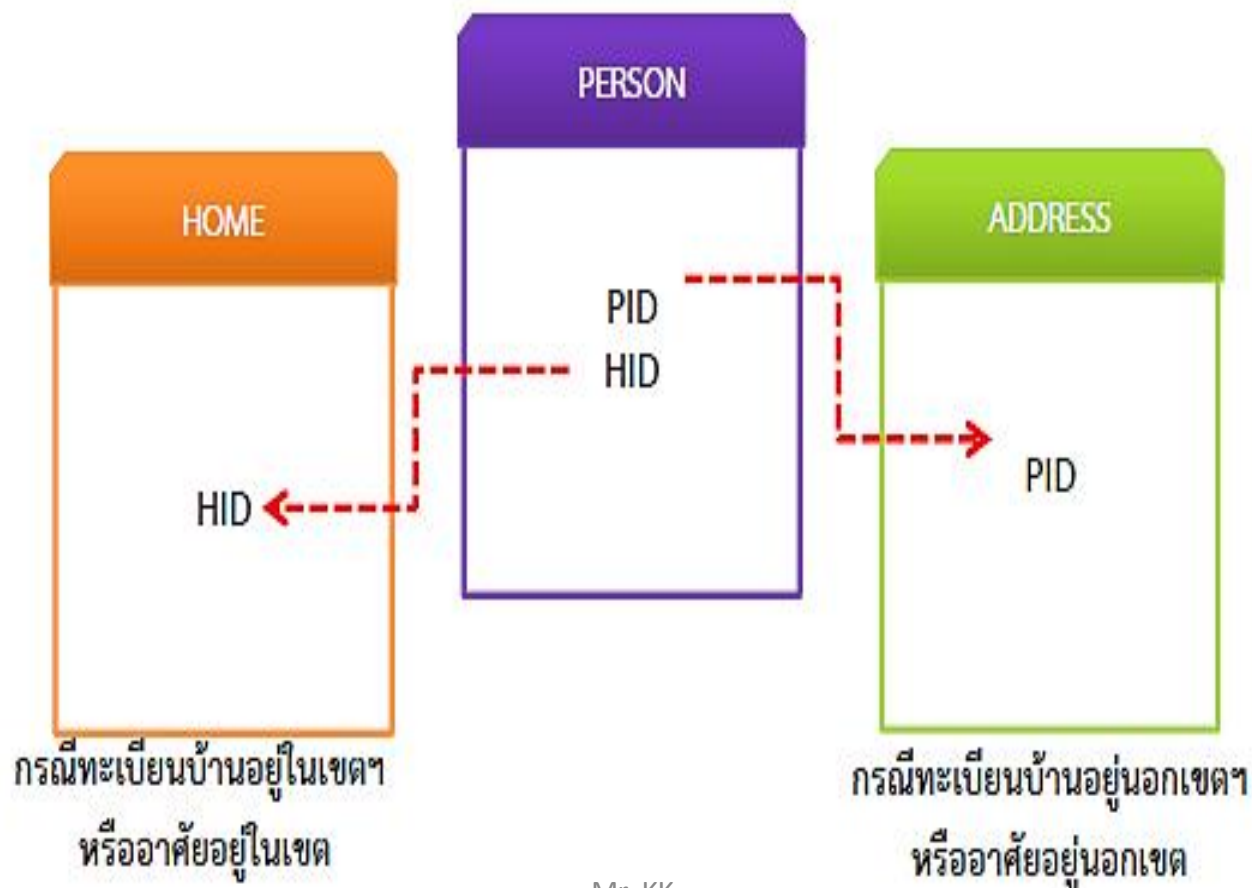 PERSON
HOME
ADDRESS
PID
HID
PID
HID
กรณีทะเบียนบ้านอยู่ในเขตฯ
หรืออาศัยอยู่ในเขต
กรณีทะเบียนบ้านอยู่นอกเขตฯ
หรืออาศัยอยู่นอกเขต